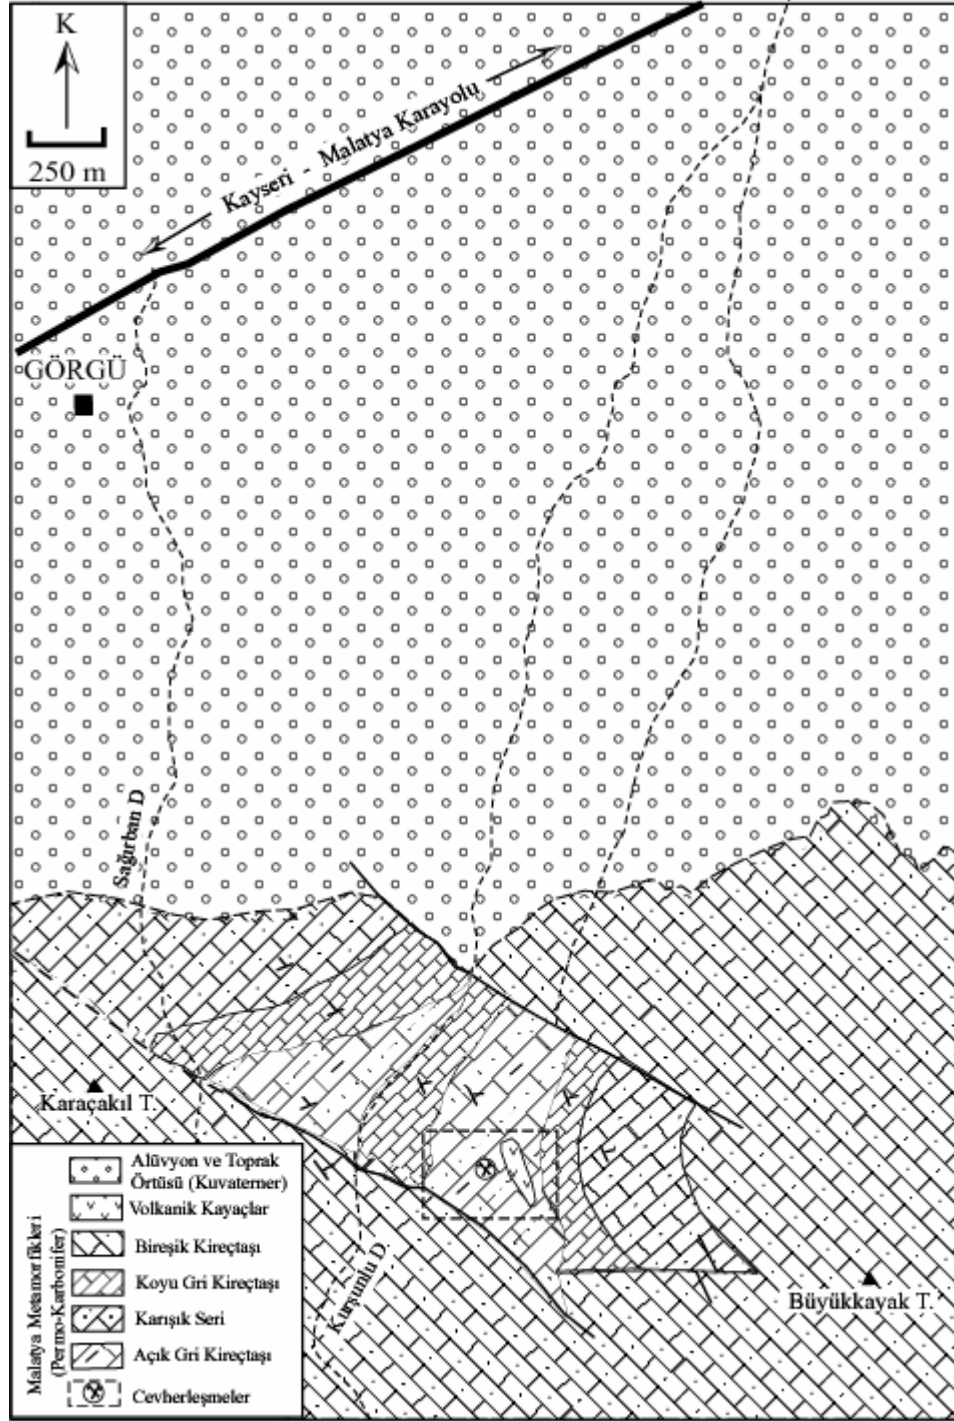 K
250 m
Kayseri - Malatya Karayolu
GÖRGÜ
Sağırban D
Karaçakıl T.
Kurşunlu D
Büyükkayak T.
Malatya Metamorfikleri
(Permo-Karbonifer)
Alüvyon ve Toprak
Örtüsü (Kuvaterner)
Volkanik Kayaçlar
Bireşik Kireçtaşı
Koyu Gri Kireçtaşı
Karışık Seri
Açık Gri Kireçtaşı
Cevherleşmeler